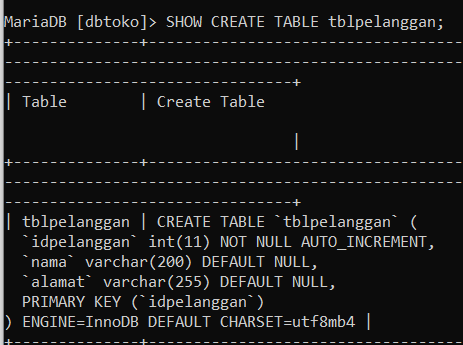 MariaDB [dbtoko]> SHOW CREATE TABLE tblpelanggan;
+--------------+-----------------------------------
---------------------------------------------------
-------------------------------+
| Table        | Create Table
                               |
+--------------+-----------------------------------
---------------------------------------------------
-------------------------------+
| tblpelanggan | CREATE TABLE `tblpelanggan` (
  `idpelanggan` int(11) NOT NULL AUTO_INCREMENT,
  `nama` varchar(200) DEFAULT NULL,
  `alamat` varchar(255) DEFAULT NULL,
  PRIMARY KEY (`idpelanggan`)
) ENGINE=InnoDB DEFAULT CHARSET=utf8mb4 |
+--------------+-----------------------------------